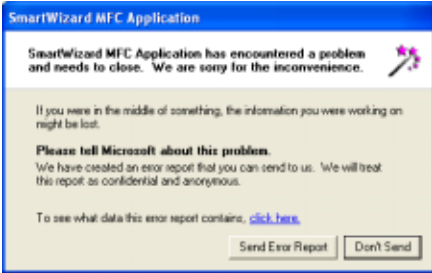 SmartWizard MFC Application
SmartWizard MFC Application has encountered a problem
and needs to close.  We are sorry for the inconvenience.
If you were in the middle of something, the information you were working on
might be lost.
Please tell Microsoft about this problem.
We have created an error report that you can send to us.  We will treat
this report as confidential and anonymous.
To see what data this error report contains, click here.
Send Error Report
Don't Send